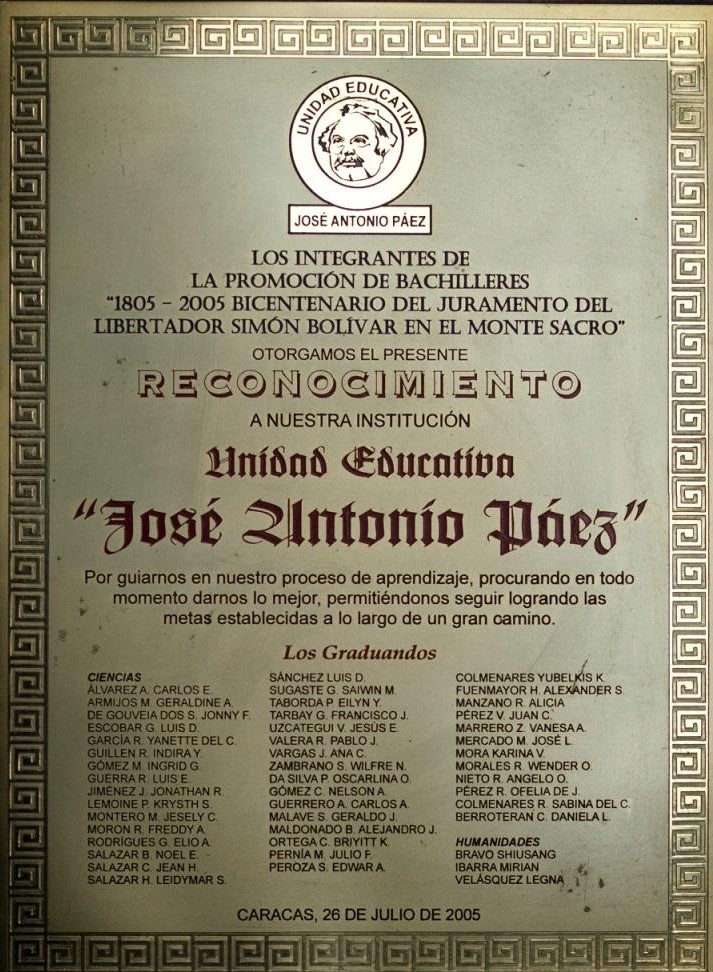 UNIDAD EDUCATIVA
JOSÉ ANTONIO PÁEZ
LOS INTEGRANTES DE
LA PROMOCIÓN DE BACHILLERES
"1805 – 2005 BICENTENARIO DEL JURAMENTO DEL
LIBERTADOR SIMÓN BOLÍVAR EN EL MONTE SACRO"
OTORGAMOS EL PRESENTE
RECONOCIMIENTO
A NUESTRA INSTITUCIÓN
Unidad Educativa
"José Antonio Páez"
Por guiarnos en nuestro proceso de aprendizaje, procurando en todo
momento darnos lo mejor, permitiéndonos seguir logrando las
metas establecidas a lo largo de un gran camino.
Los Graduandos
CIENCIAS
ÁLVAREZ A. CARLOS E.
ARMIJOS M. GERALDINE A.
DE GOUVEIA DOS S. JONNY F.
ESCOBAR G. LUIS D.
GARCÍA R. YANETTE DEL C.
GUILLEN R. INDIRA Y.
GÓMEZ M. INGRID G.
GUERRA R. LUIS E.
JIMÉNEZ J. JONATHAN R.
LEMOINE P. KRYSTH S.
MONTERO M. JESELY C.
MORON R. FREDDY A.
RODRÍGUES G. ELIO A.
SALAZAR B. NOEL E.
SALAZAR C. JEAN H.
SALAZAR H. LEIDYMAR S.
SÁNCHEZ LUIS D.
SUGASTE G. SAIWIN M.
TABORDA P. EILYN Y.
TARBAY G. FRANCISCO J.
UZCATEGUI V. JESÚS E.
VALERA R. PABLO J.
VARGAS J. ANA C.
ZAMBRANO S. WILFRE N.
DA SILVA P. OSCARLINA O.
GÓMEZ C. NELSON A.
GUERRERO A. CARLOS A.
MALAVE S. GERALDO J.
MALDONADO B. ALEJANDRO J.
ORTEGA C. BRIYITT K.
PERNÍA M. JULIO F.
PEROZA S. EDWAR A.
COLMENARES YUBELKIS K.
FUENMAYOR H. ALEXANDER S.
MANZANO R. ALICIA
PÉREZ V. JUAN C.
MARRERO Z. VANESA A.
MERCADO M. JOSÉ L.
MORA KARINA V.
MORALES R. WENDER O.
NIETO R. ANGELO O.
PÉREZ R. OFELIA DE J.
COLMENARES R. SABINA DEL C.
BERROTERAN C. DANIELA L.
HUMANIDADES
BRAVO SHIUSANG
IBARRA MIRIAN
VELÁSQUEZ LEGNA
CARACAS, 26 DE JULIO DE 2005